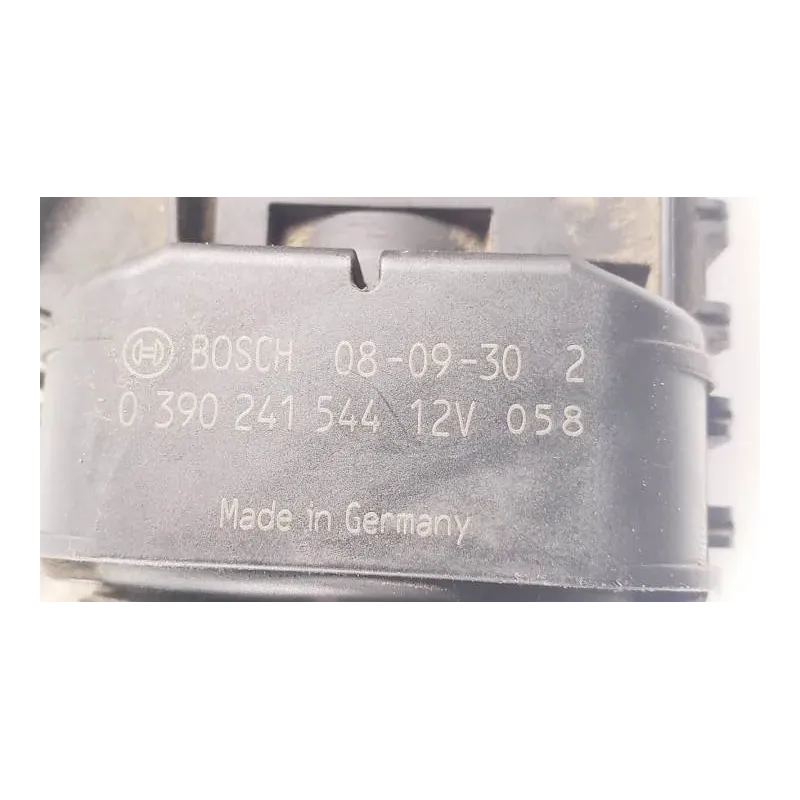 BOSCH 08-09-30 2
0 390 241 544 12V 058
Made in Germany